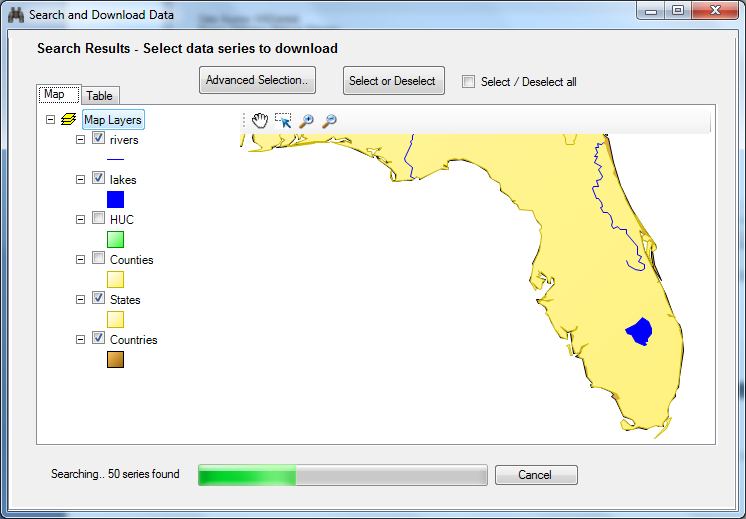 Search and Download Data
Search Results - Select data series to download
Advanced Selection..
Select or Deselect
Select / Deselect all
Map
Table
Map Layers
rivers
lakes
HUC
Counties
States
Countries
Searching.. 50 series found
Cancel